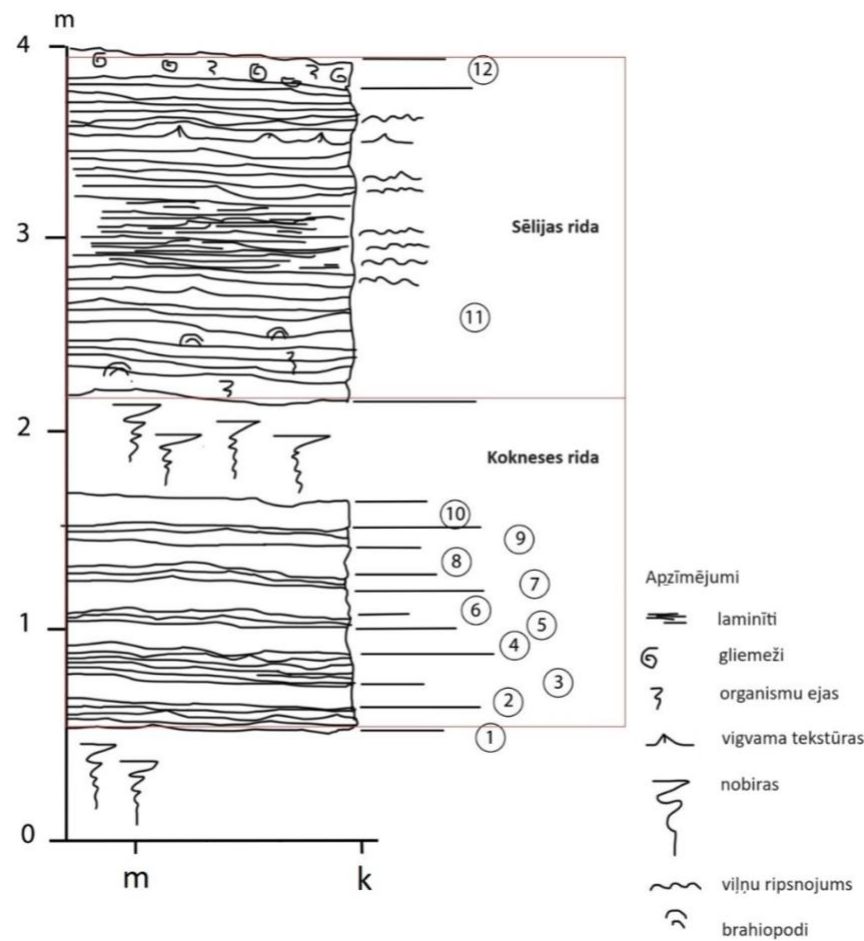 m
4
12
3
Sēlijas rida
11
2
Kokneses rida
10
9
8
7
6
1
5
4
3
2
1
0
m
k
Apzīmējumi
laminīti
gliemeži
organismu ejas
vigvama tekstūras
nobiras
viļņu ripsnojums
brahiopodi